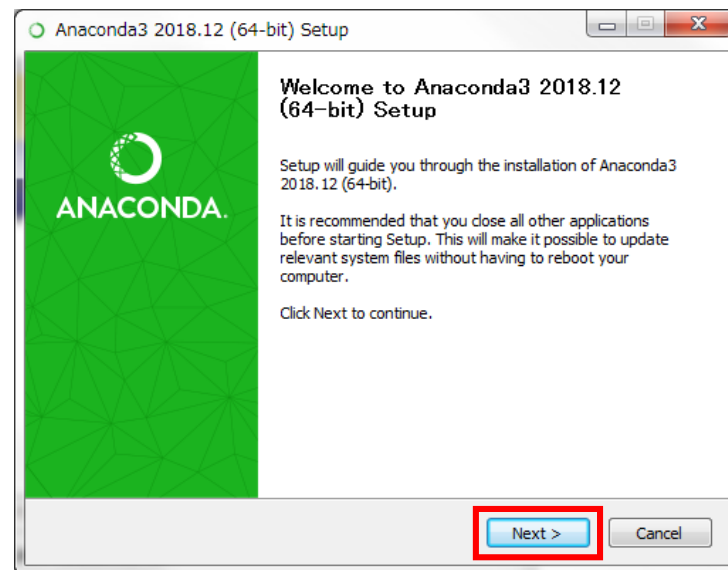 Anaconda3 2018.12 (64-bit) Setup
Welcome to Anaconda3 2018.12
(64-bit) Setup
ANACONDA.
Setup will guide you through the installation of Anaconda3
2018.12 (64-bit).
It is recommended that you close all other applications
before starting Setup. This will make it possible to update
relevant system files without having to reboot your
computer.
Click Next to continue.
Next >
Cancel